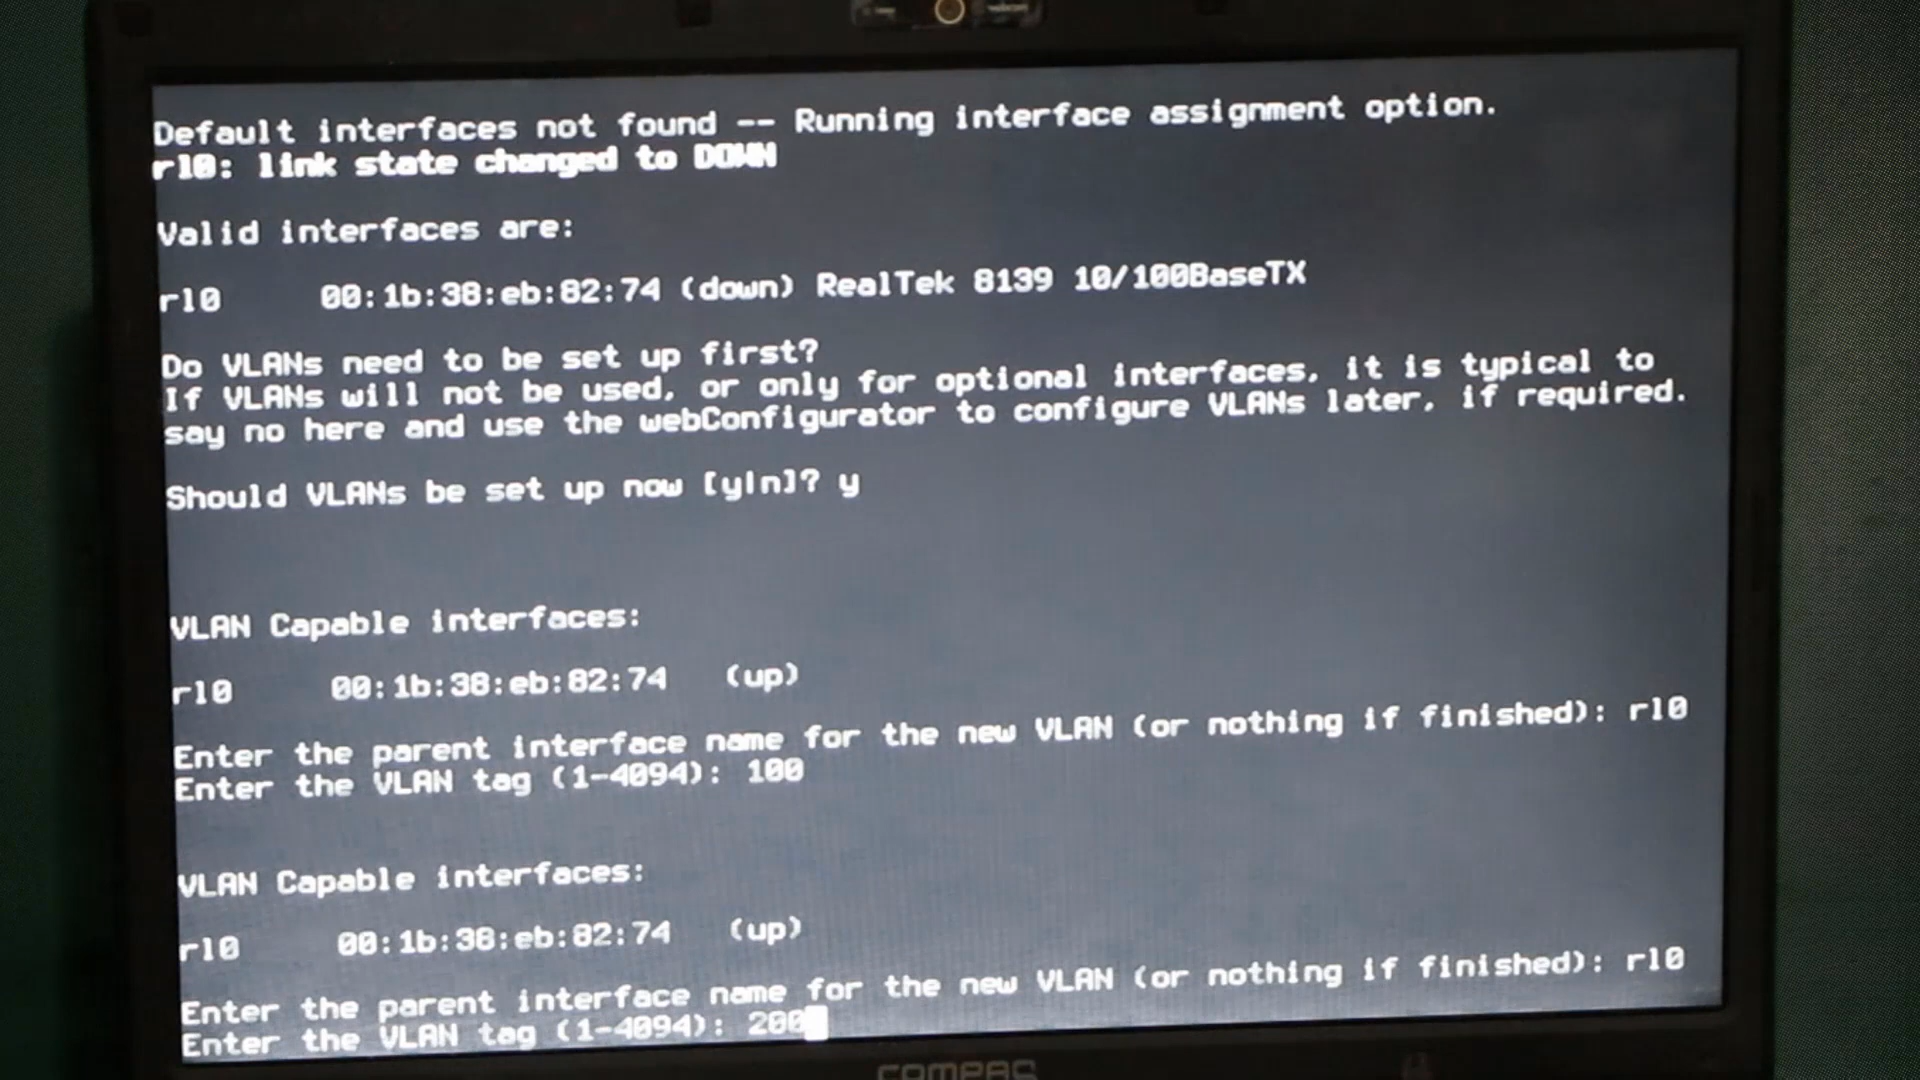 Default interfaces not found -- Running interface assignment option.
rl0: link state changed to DOWN
Valid interfaces are:
rl0 00:1b:38:eb:82:74 (down) RealTek 8139 10/100BaseTX
Do VLANs need to be set up first?
If VLANs will not be used, or only for optional interfaces, it is typical to
say no here and use the webConfigurator to configure VLANs later, if required.
Should VLANs be set up now [y|n]? y
VLAN Capable interfaces:
rl0 00:1b:38:eb:82:74 (up)
Enter the parent interface name for the new VLAN (or nothing if finished): rl0
Enter the VLAN tag (1-4094): 100
VLAN Capable interfaces:
rl0 00:1b:38:eb:82:74 (up)
Enter the parent interface name for the new VLAN (or nothing if finished): rl0
Enter the VLAN tag (1-4094): 200
COMPAQ